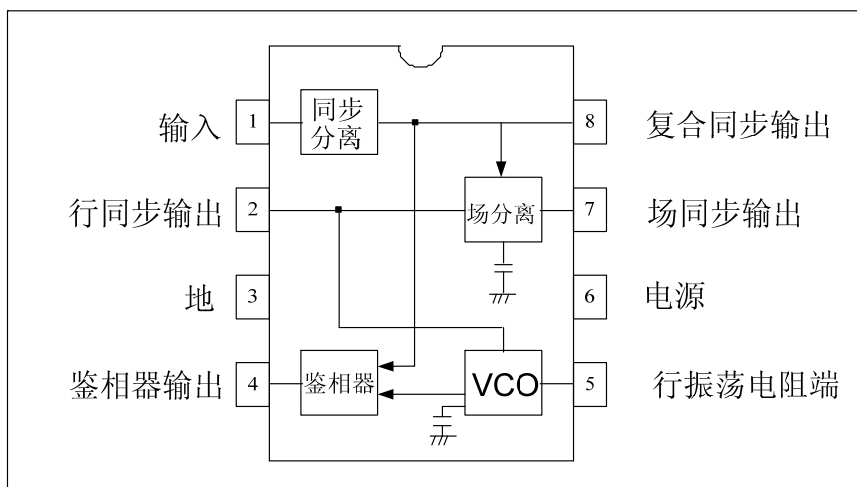 输入
1
同步
分离
8
复合同步输出
行同步输出
2
场分离
7
场同步输出
地
3
6
电源
鉴相器输出
4
鉴相器
VCO
5
行振荡电阻端